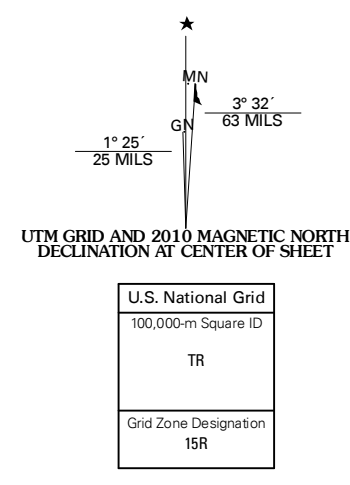 ★
MN
3° 32´
63 MILS
GN
1° 25´
25 MILS
UTM GRID AND 2010 MAGNETIC NORTH
DECLINATION AT CENTER OF SHEET
U.S. National Grid
100,000-m Square ID
TR
Grid Zone Designation
15R